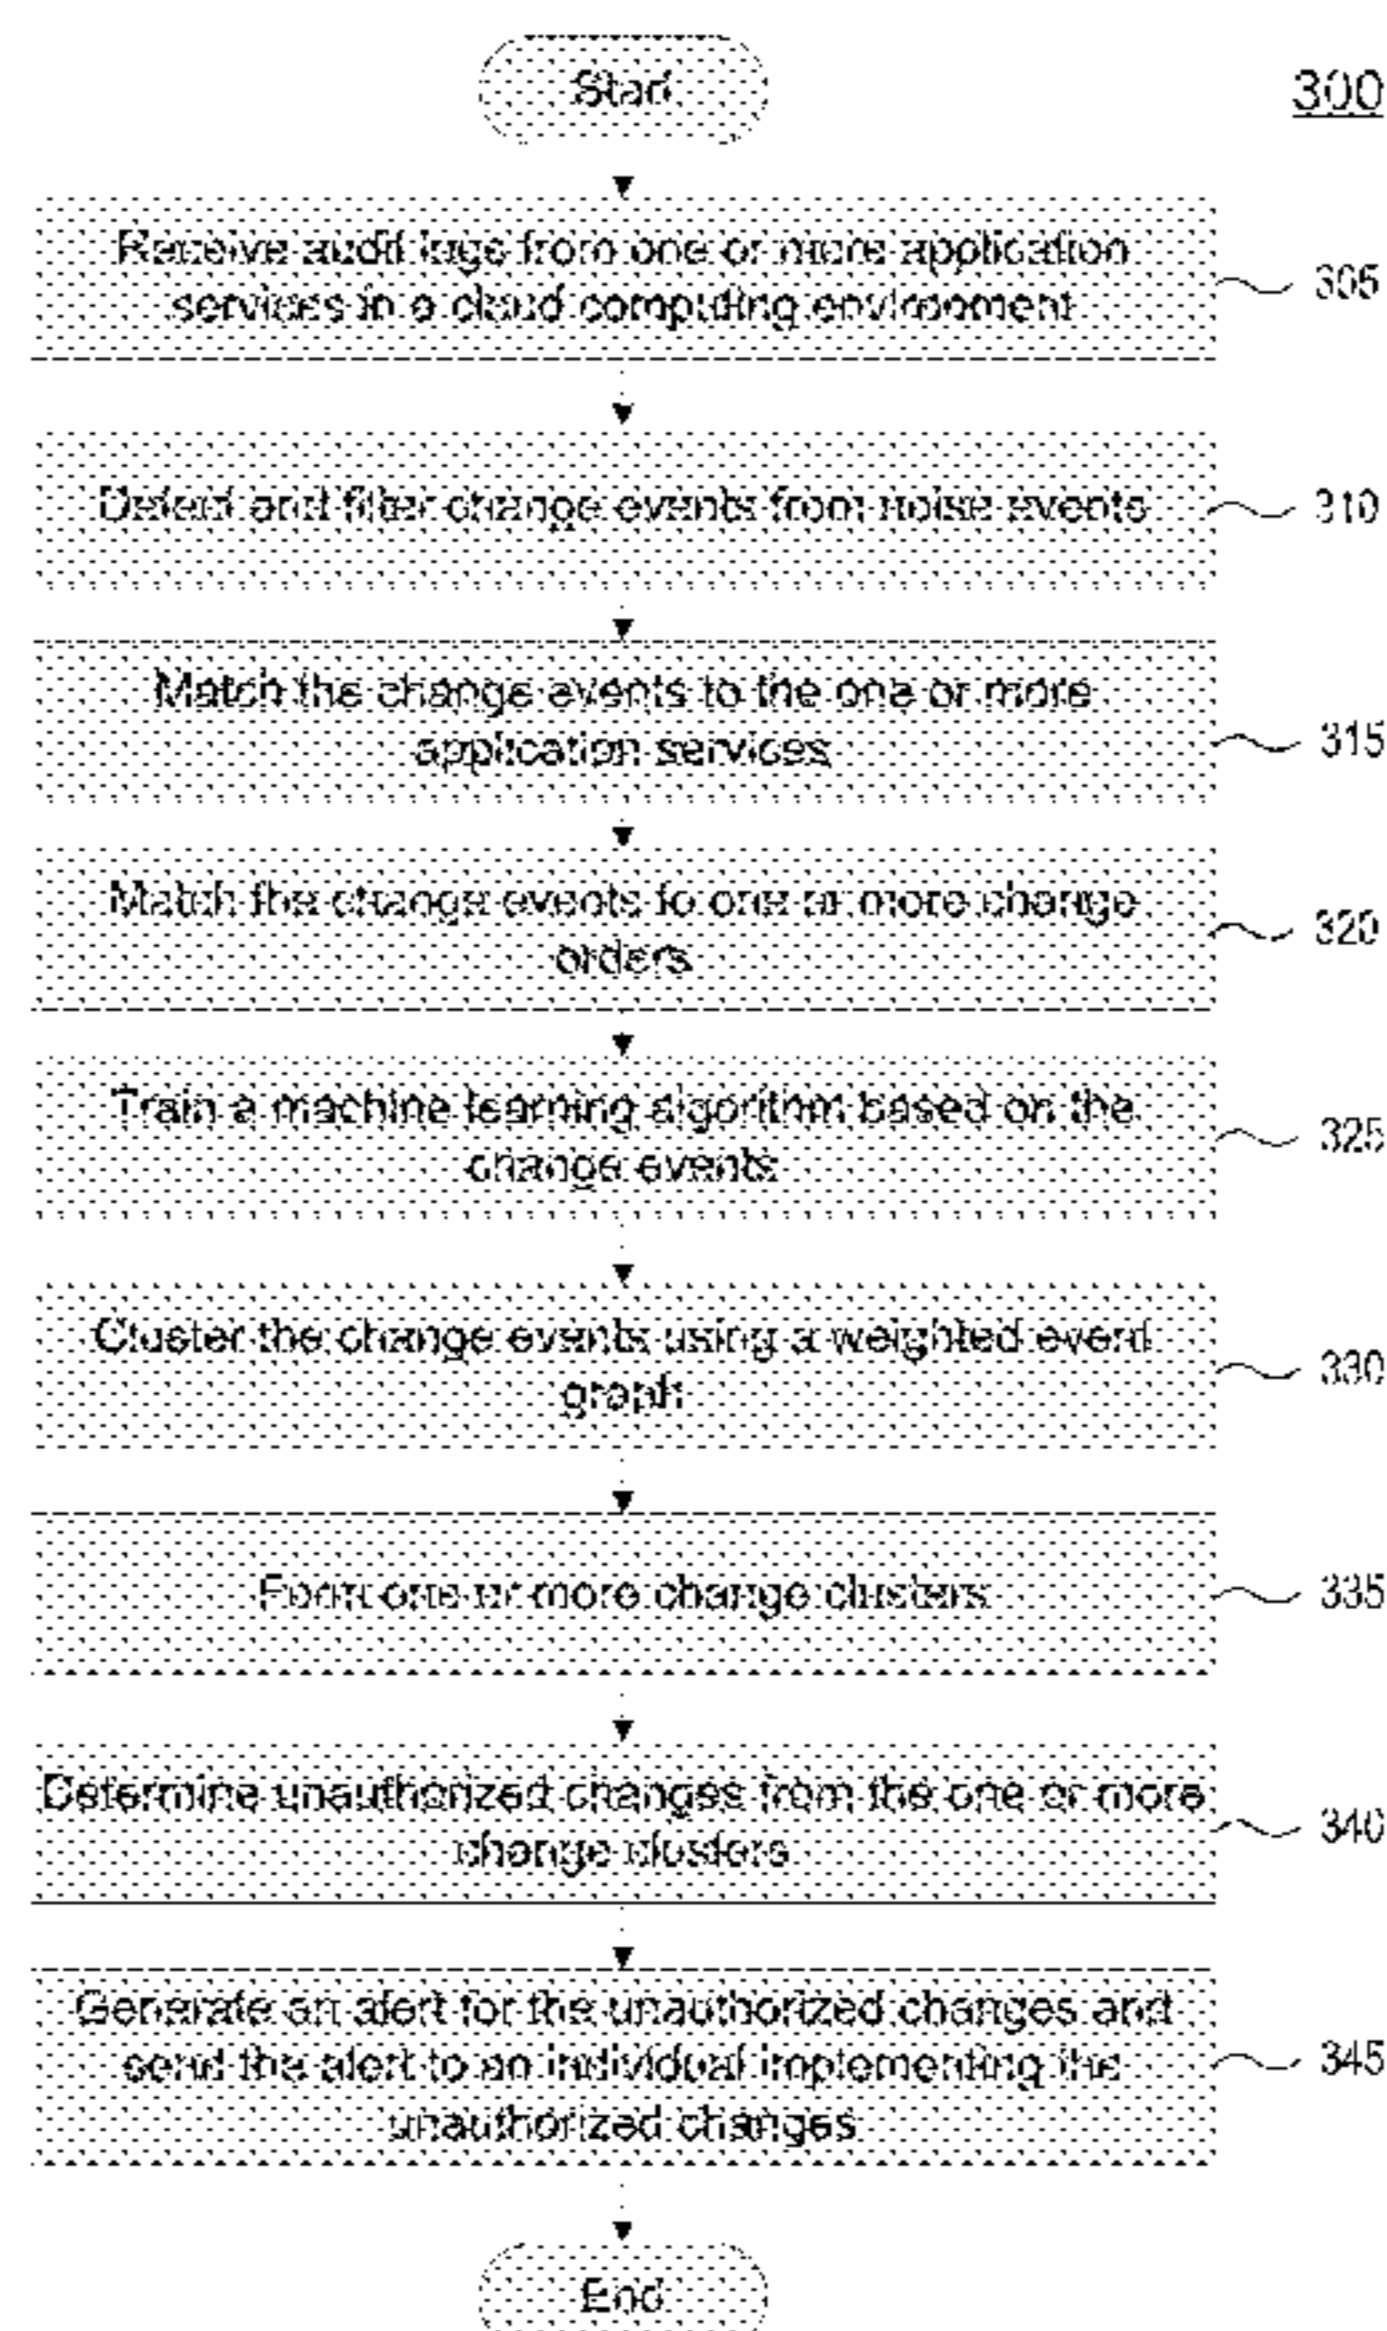 Start
300
Receive audit logs from one or more application
services in a cloud computing environment
305
Detect and filter change events from noise events
310
Match the change events to the one or more
application services
315
Match the change events to one or more change
orders
320
Train a machine learning algorithm based on the
change events
325
Cluster the change events using a weighted event
graph
330
Form one or more change clusters
335
Determine unauthorized changes from the one or more
change clusters
340
Generate an alert for the unauthorized changes and
send the alert to an individual implementing the
unauthorized changes
345
End